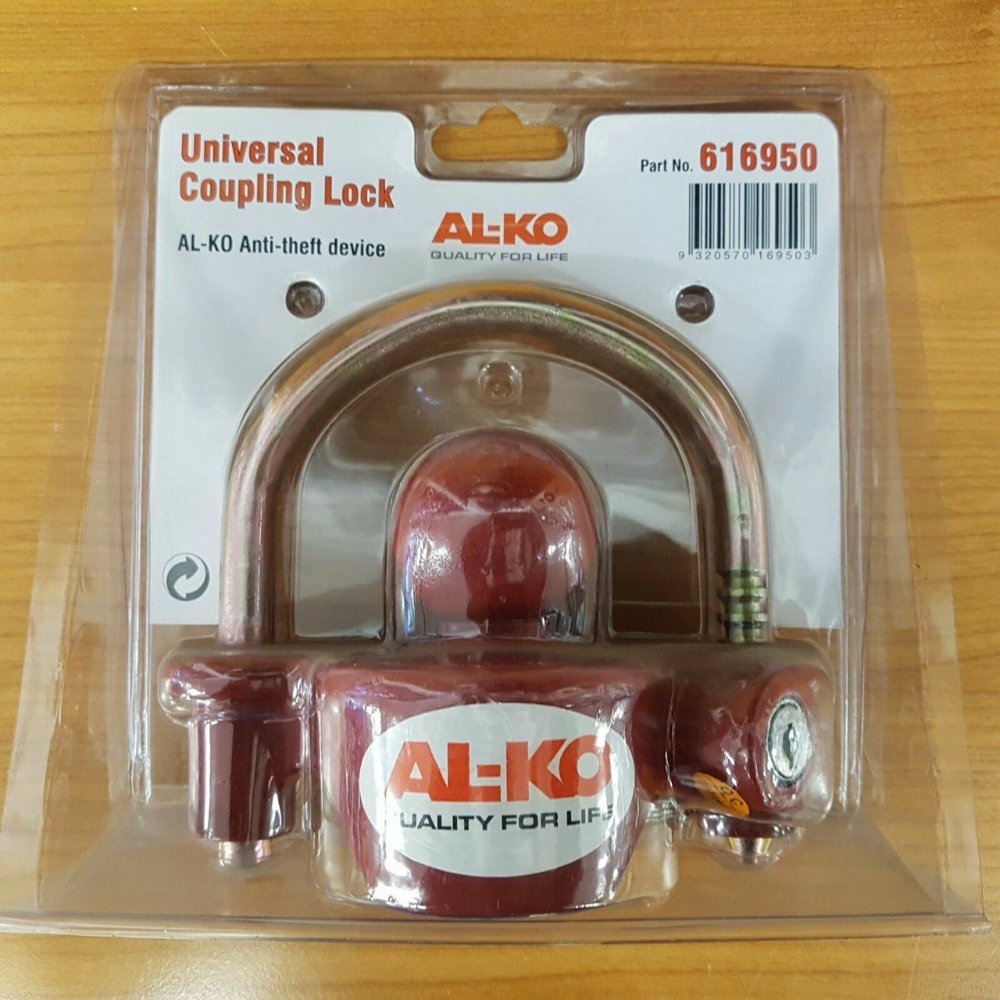 Universal
Coupling Lock
AL-KO Anti-theft device
AL-KO
QUALITY FOR LIFE
Part No. 616950
9 320570 169503
AL-KO
QUALITY FOR LIFE